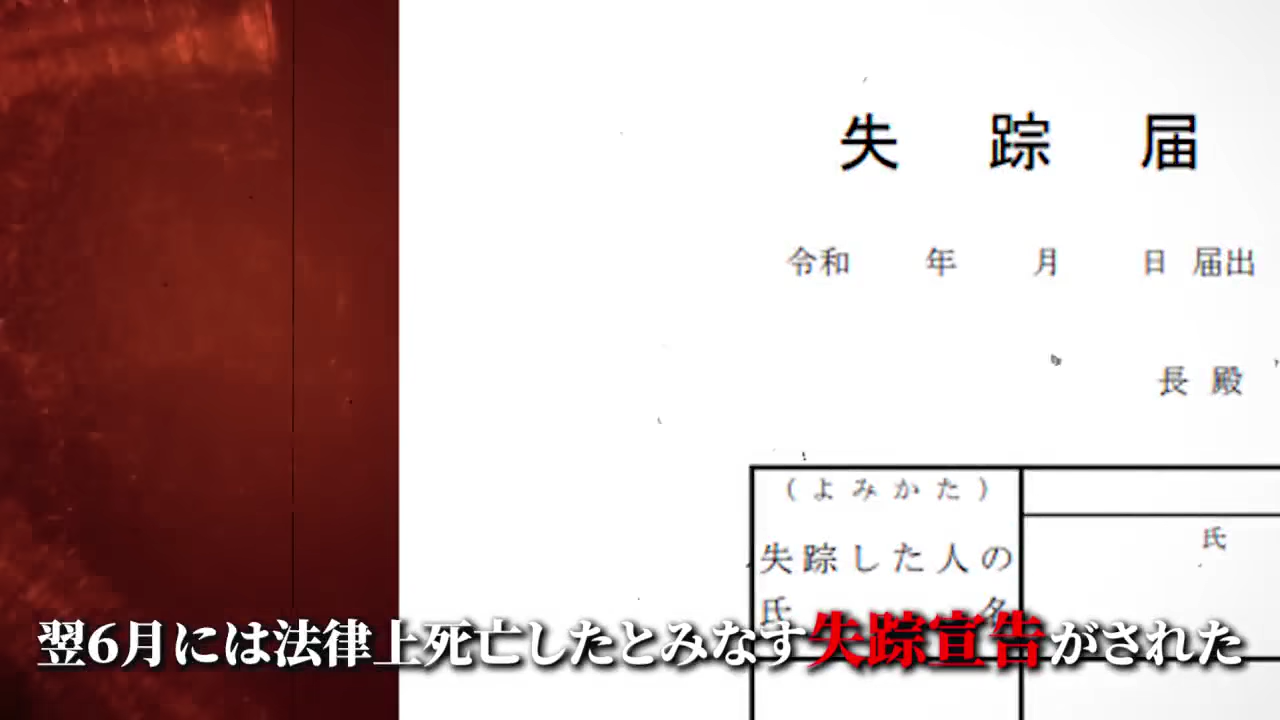 失踪届
令和 年 月 日 届出
長殿
(よみかた)
失踪した人の
氏名
氏
翌6月には法律上死亡したとみなす失踪宣告がされた